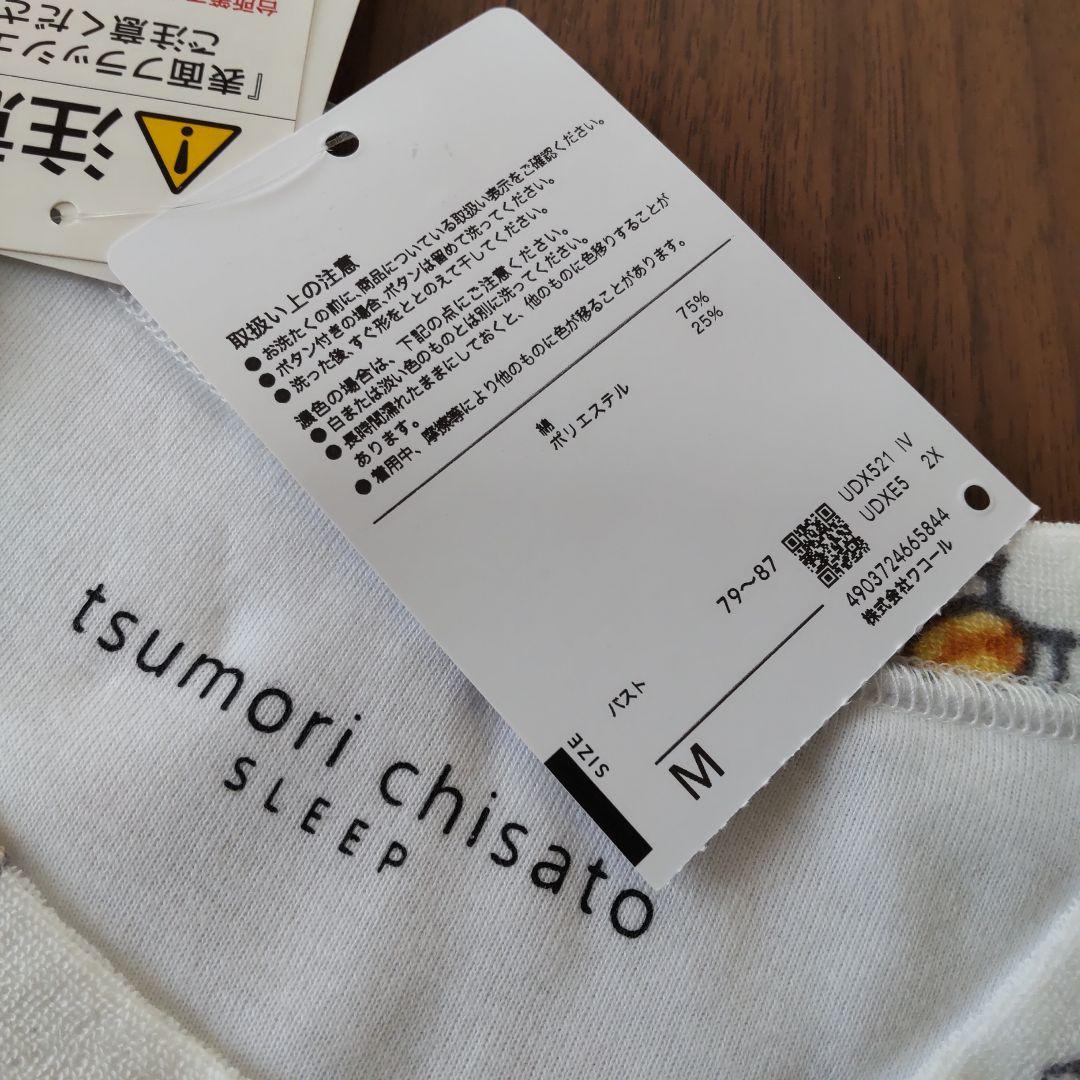 注意
『表面フラッシュ
ご注意くださ
取扱い上の注意
●お洗たくの前に、商品についている取扱い表示をご確認ください。
●ボタン付きの場合、ボタンは留めて洗ってください。
●洗った後、すぐ形をととのえて干してください。
濃色の場合は、下記の点にご注意ください。
●白または淡い色のものとは別に洗ってください。
●長時間濡れたままにしておくと、他のものに色移りすることが
あります。
●着用中、摩擦等により他のものに色が移ることがあります。
綿 75%
ポリエステル 25%
UDX521 IV
UDXE5 2X
4903724665844
株式会社ワコール
バスト 79〜87
SIZE
M
tsumori chisato
SLEEP